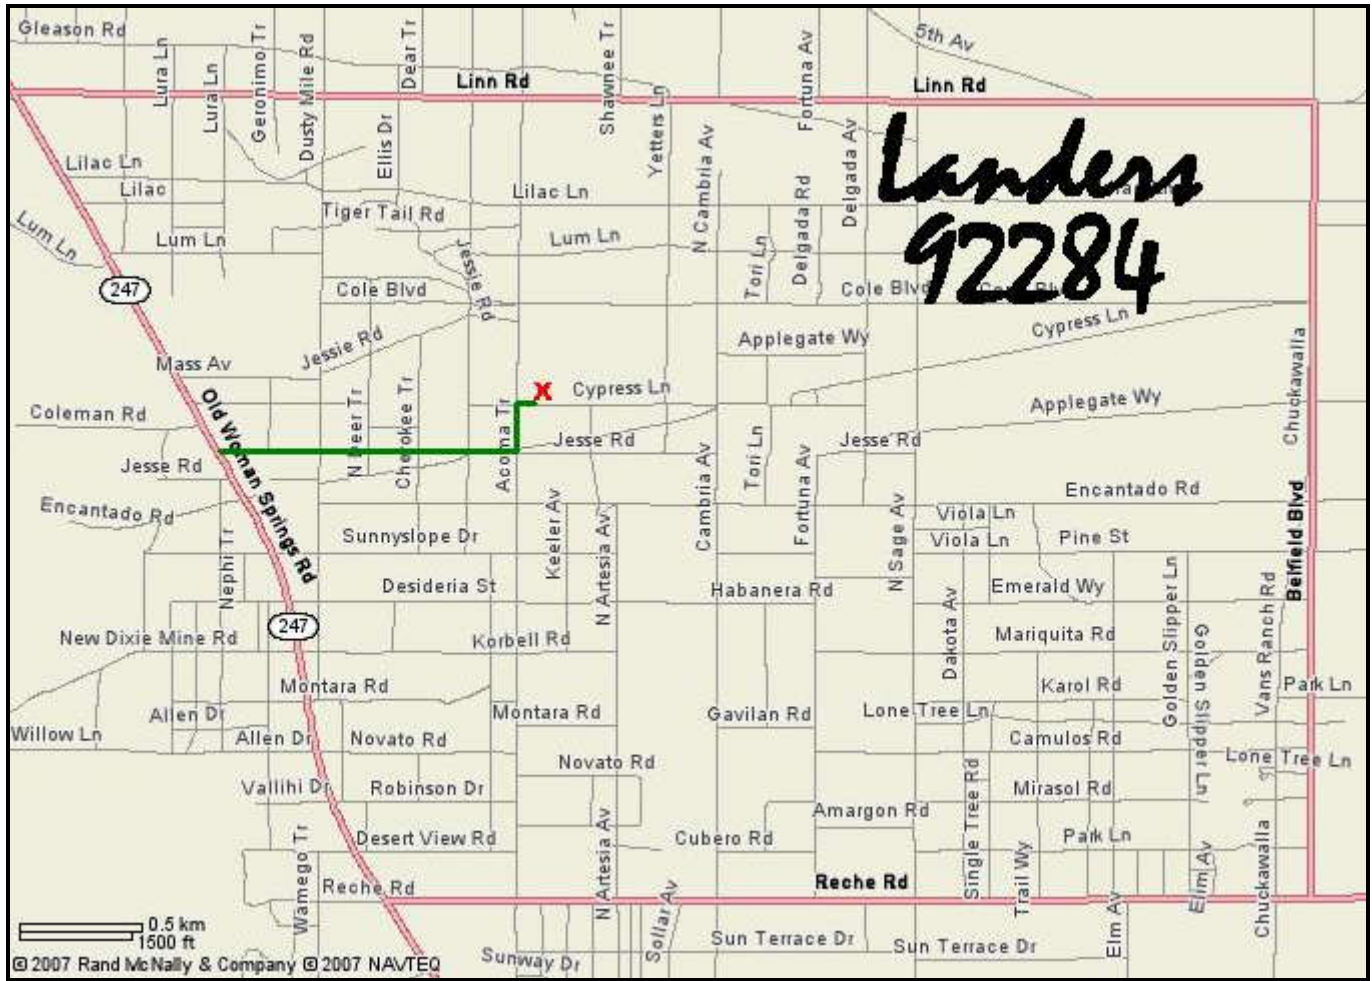 Gleason Rd
Lura Ln
Lura Ln
Geronimo Tr
Dusty Mile Rd
Dear Tr
Shawnee Tr
Fortuna Av
5th Av
Linn Rd
Linn Rd
Ellis Dr
Yetters Ln
N Cambria Av
Delgada Rd
Delgada Av
Landers
92284
Lilac Ln
Lilac
Lilac Ln
Tiger Tail Rd
Lum Ln
Lum Ln
Lum Ln
Jessie Rd
Tori Ln
247
Cole Blvd
Cole Blvd
Cypress Ln
Applegate Wy
Jessie Rd
Mass Av
Chuckawalla
X
Cypress Ln
Applegate Wy
Coleman Rd
Old Woman Springs Rd
N Deer Tr
Cherokee Tr
Acoma Tr
Jesse Rd
Jesse Rd
Jesse Rd
Tori Ln
Cambria Av
Fortuna Av
Encantado Rd
Encantado Rd
Belfield Blvd
Viola Ln
Viola Ln
Pine St
Sunnyslope Dr
Keeler Av
N Artesia Av
N Sage Av
Nephi Tr
Desideria St
Habanera Rd
Emerald Wy
Golden Slipper Ln
Golden Slipper Ln
Vans Ranch Rd
Dakota Av
247
New Dixie Mine Rd
Korbell Rd
Mariquita Rd
Montara Rd
Karol Rd
Park Ln
Allen Dr
Montara Rd
Gavilan Rd
Lone Tree Ln
Willow Ln
Allen Dr
Novato Rd
Camulos Rd
Novato Rd
Lone Tree Ln
Vallihi Dr
Robinson Dr
Single Tree Rd
Mirasol Rd
Amargon Rd
Desert View Rd
N Artesia Av
Cubero Rd
Park Ln
Wamego Tr
Reche Rd
Reche Rd
Trail Wy
Elm Av
Elm Av
Chuckawalla
Sollar Av
0.5 km
1500 ft
Sun Terrace Dr
Sun Terrace Dr
Sunway Dr
© 2007 Rand McNally & Company © 2007 NAVTEQ